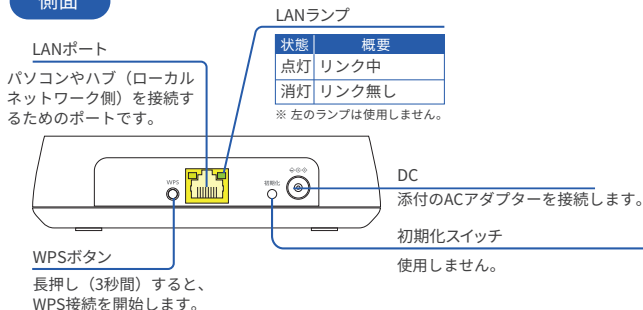 側面
LANランプ
状態 概要
点灯 リンク中
消灯 リンク無し
※ 左のランプは使用しません。
LANポート
パソコンやハブ（ローカル
ネットワーク側）を接続す
るためのポートです。
WPS
初期化
DC
添付のACアダプターを接続します。
初期化スイッチ
使用しません。
WPSボタン
長押し（3秒間）すると、
WPS接続を開始します。